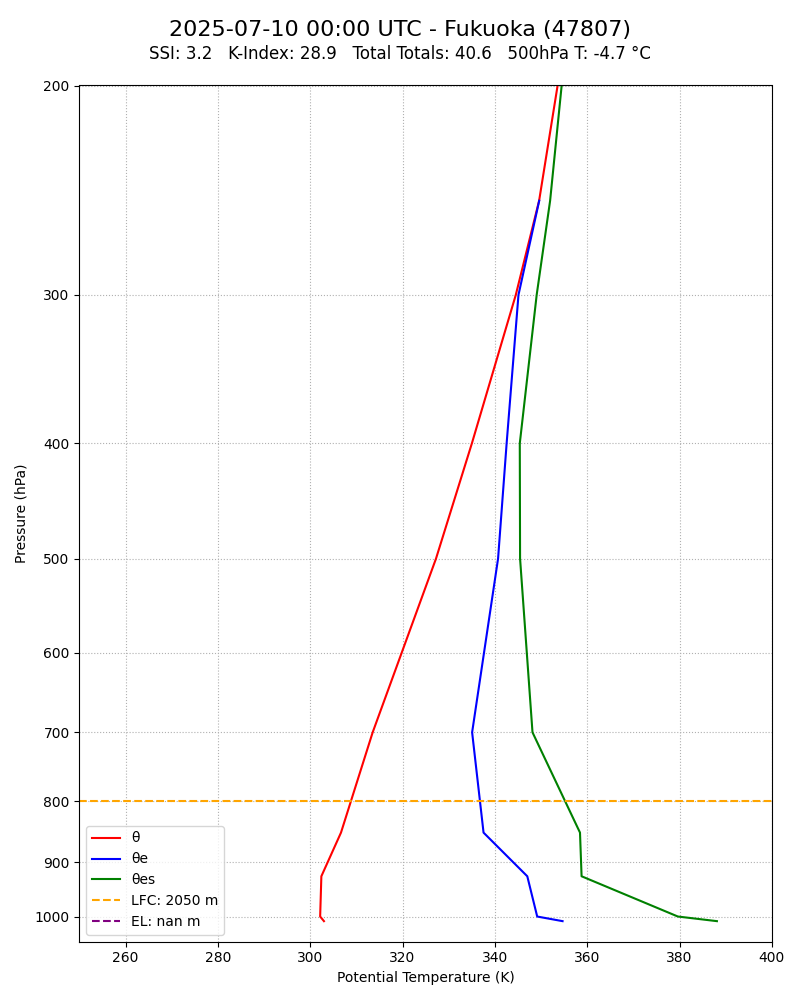 2025-07-10 00:00 UTC - Fukuoka (47807)
SSI: 3.2   K-Index: 28.9   Total Totals: 40.6   500hPa T: -4.7 °C
200
300
400
500
600
700
800
900
1000
Pressure (hPa)
θ
θe
θes
LFC: 2050 m
EL: nan m
260 280 300 320 340 360 380 400
Potential Temperature (K)